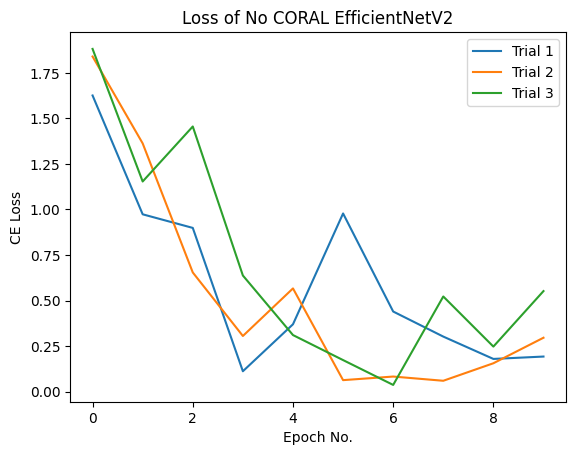 Loss of No CORAL EfficientNetV2
Trial 1
Trial 2
Trial 3
CE Loss
1.75
1.50
1.25
1.00
0.75
0.50
0.25
0.00
0 2 4 6 8
Epoch No.